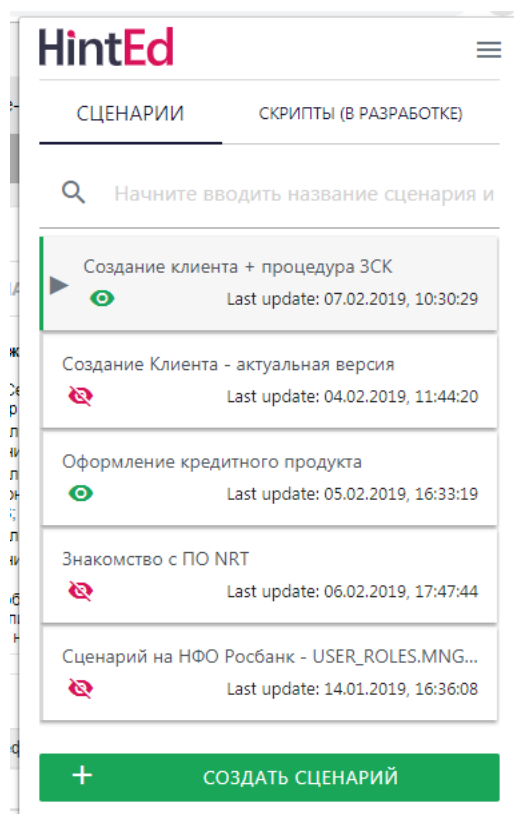 HintEd
СЦЕНАРИИ
СКРИПТЫ (В РАЗРАБОТКЕ)
Начните вводить название сценария и
Создание клиента + процедура ЗСК
Last update: 07.02.2019, 10:30:29
Создание Клиента - актуальная версия
Last update: 04.02.2019, 11:44:20
Оформление кредитного продукта
Last update: 05.02.2019, 16:33:19
Знакомство с ПО NRT
Last update: 06.02.2019, 17:47:44
Сценарий на НФО Росбанк - USER_ROLES.MNG...
Last update: 14.01.2019, 16:36:08
+ СОЗДАТЬ СЦЕНАРИЙ